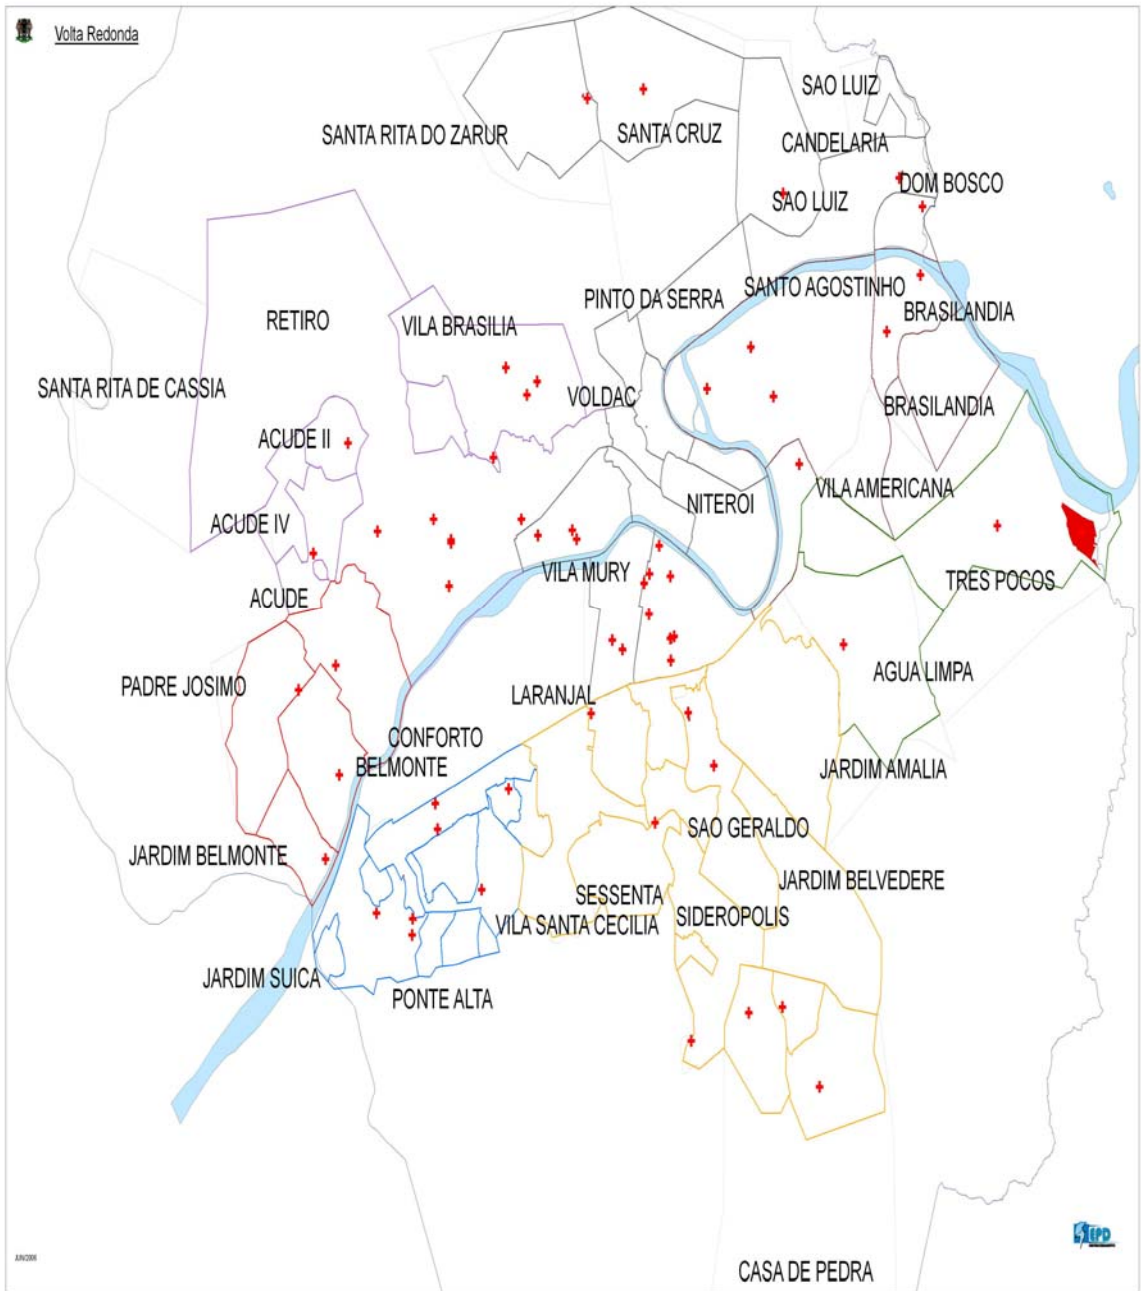 Volta Redonda
SAO LUIZ
SANTA RITA DO ZARUR
SANTA CRUZ
CANDELARIA
DOM BOSCO
SAO LUIZ
SANTO AGOSTINHO
PINTO DA SERRA
BRASILANDIA
RETIRO
VILA BRASILIA
SANTA RITA DE CASSIA
VOLDAC
BRASILANDIA
ACUDE II
VILA AMERICANA
NITEROI
ACUDE IV
VILA MURY
TRES POCOS
ACUDE
AGUA LIMPA
PADRE JOSIMO
LARANJAL
CONFORTO
BELMONTE
JARDIM AMALIA
SAO GERALDO
JARDIM BELMONTE
JARDIM BELVEDERE
SESSENTA
SIDEROPOLIS
VILA SANTA CECILIA
JARDIM SUICA
PONTE ALTA
EPD
JUN/2006
CASA DE PEDRA